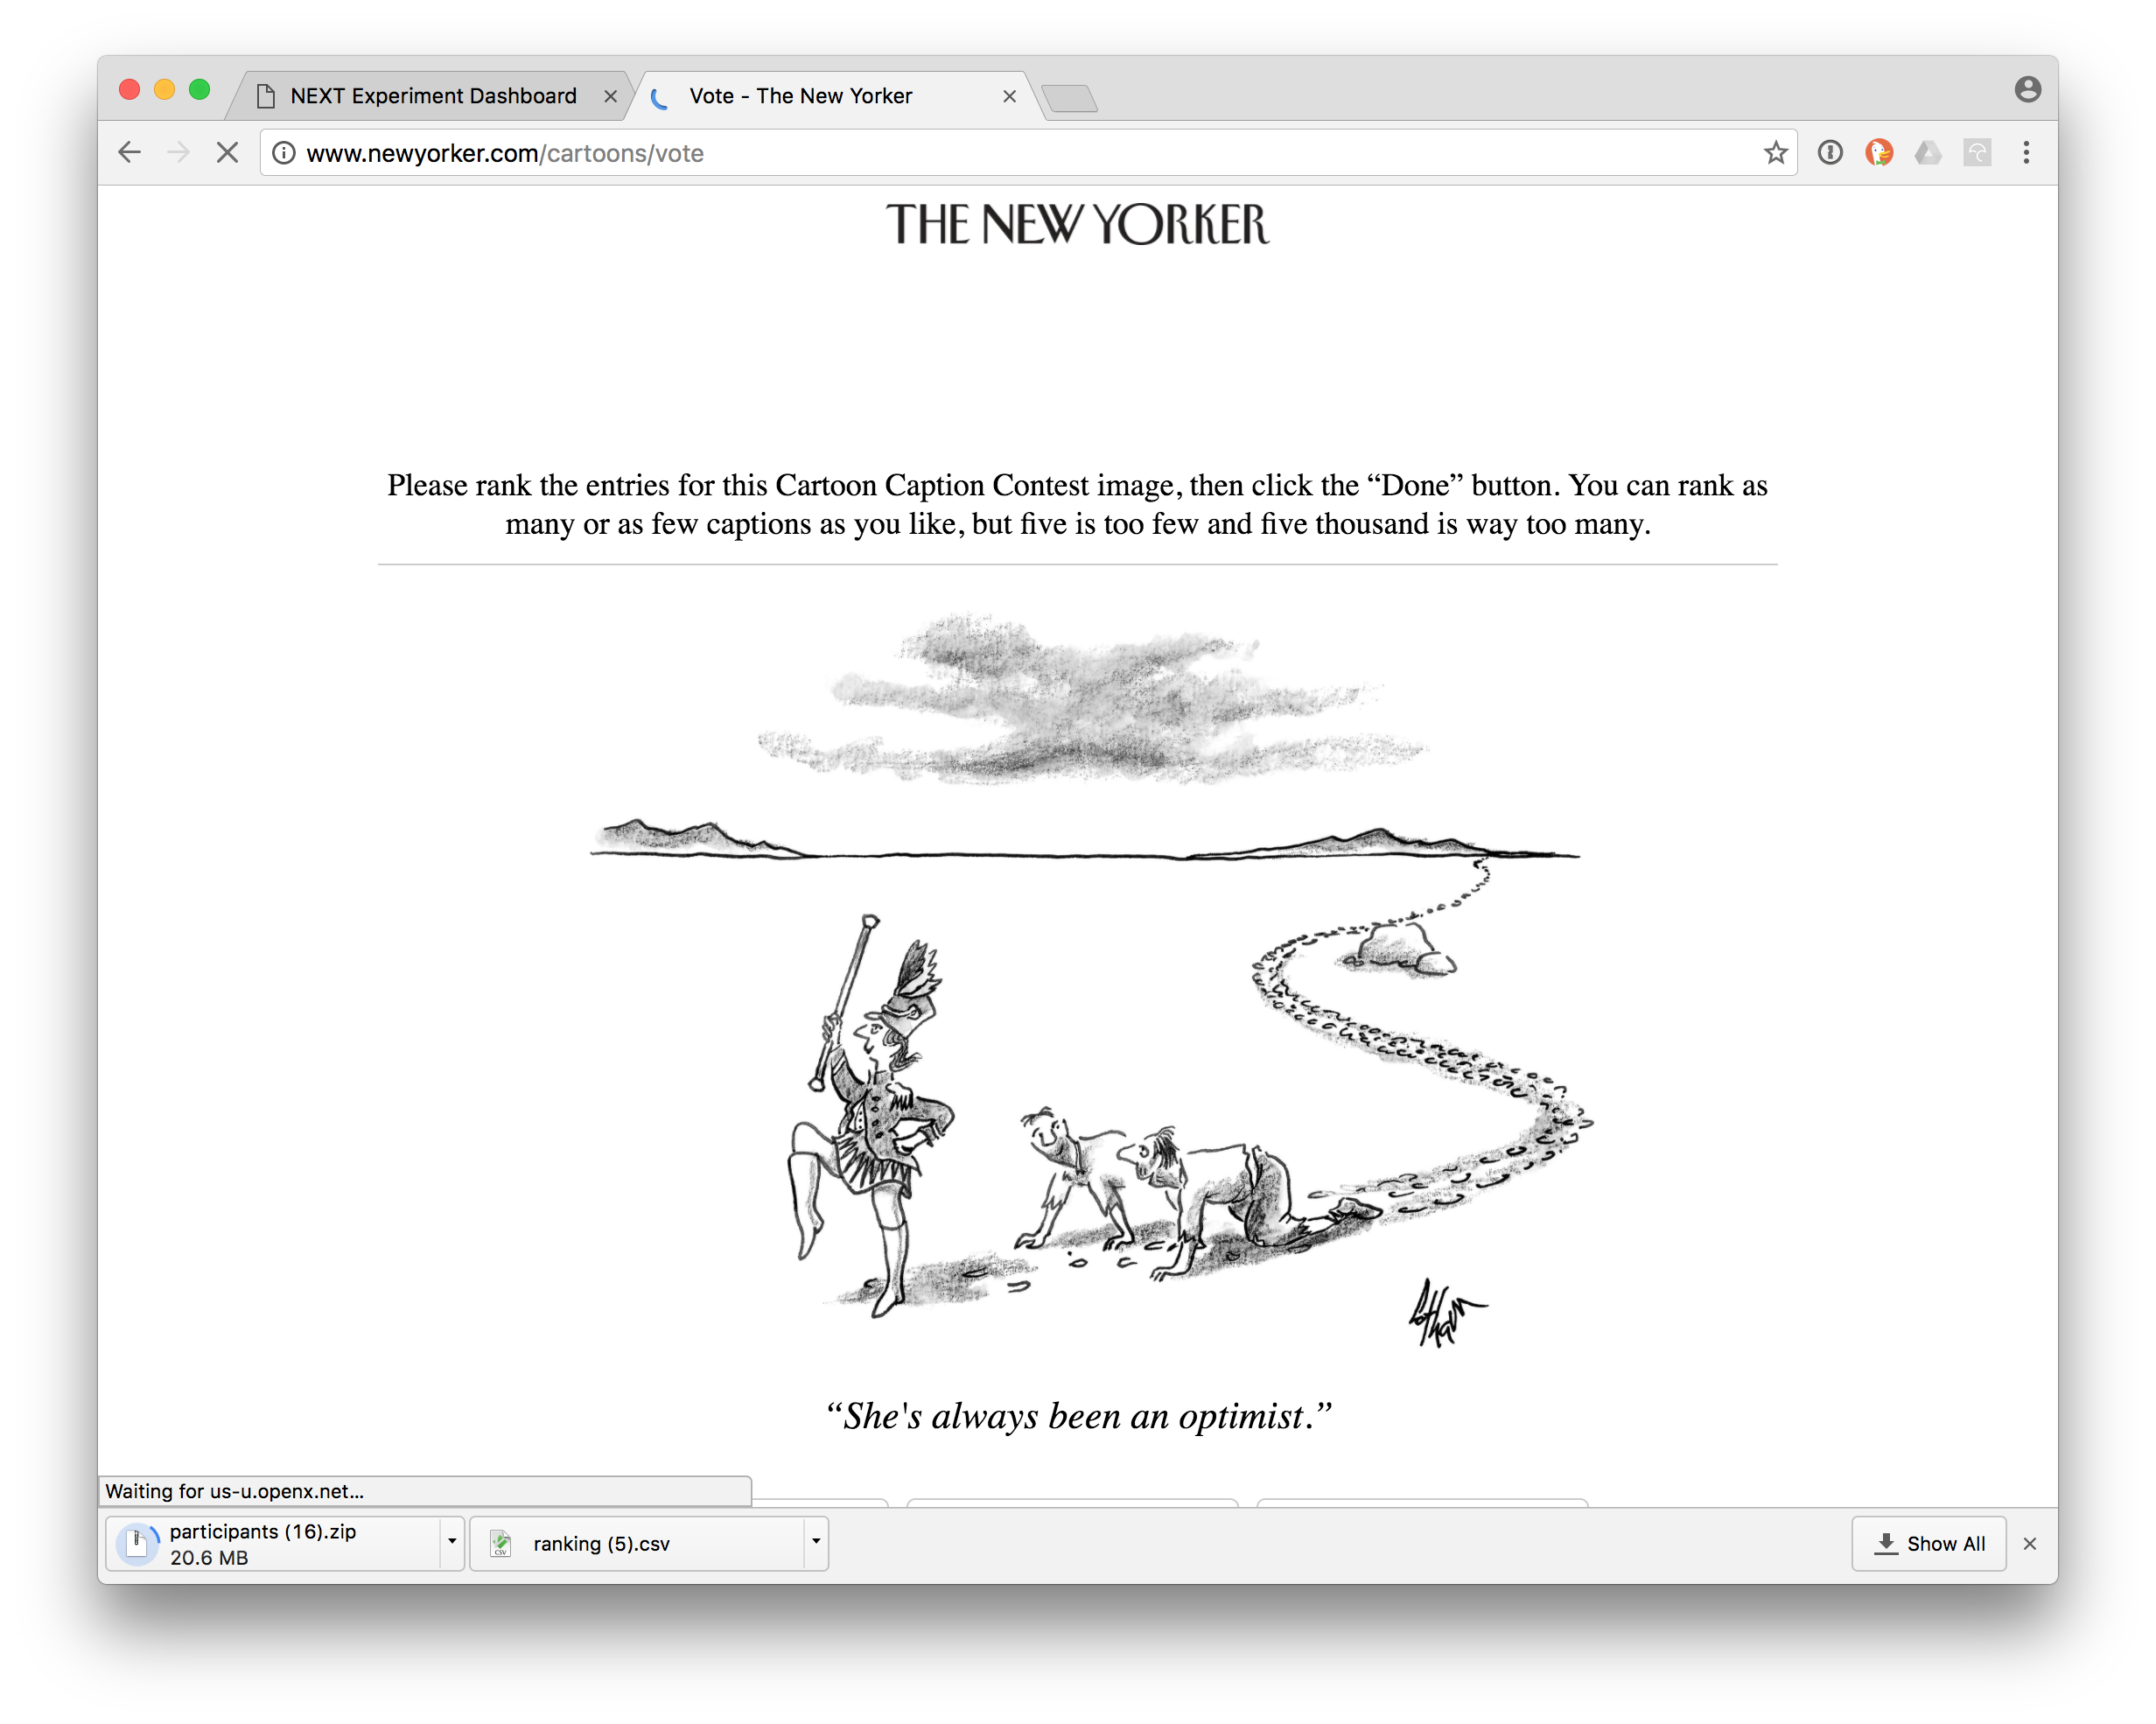 NEXT Experiment Dashboard
Vote - The New Yorker
www.newyorker.com/cartoons/vote
THE NEW YORKER
Please rank the entries for this Cartoon Caption Contest image, then click the “Done” button. You can rank as
many or as few captions as you like, but five is too few and five thousand is way too many.
Lotham
“She's always been an optimist.”
Waiting for us-u.openx.net...
participants (16).zip
20.6 MB
CSV
ranking (5).csv
Show All